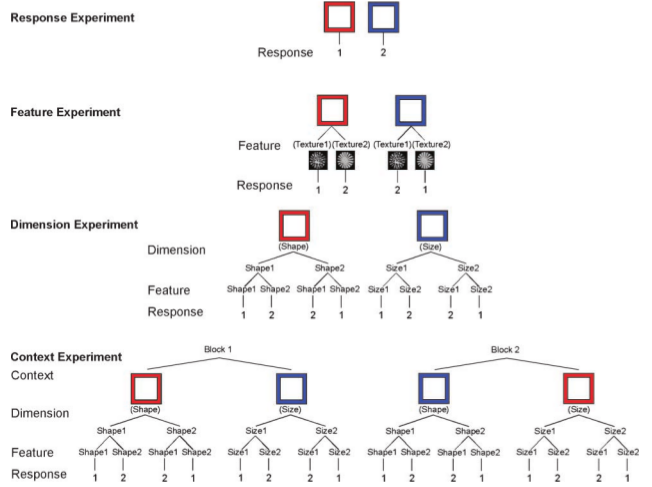 Response Experiment
Response 1 2
Feature Experiment
Feature (Texture1)(Texture2) (Texture1)(Texture2)
Response 1 2 2 1
Dimension Experiment
(Shape) (Size)
Dimension
Shape1 Shape2 Size1 Size2
Feature Shape1 Shape2 Shape1 Shape2 Size1 Size2 Size1 Size2
Response 1 2 2 1 1 2 2 1
Context Experiment Block 1 Block 2
Context
(Shape) (Size) (Shape) (Size)
Dimension
Shape1 Shape2 Size1 Size2 Shape1 Shape2 Size1 Size2
Feature Shape1 Shape2 Shape1 Shape2 Size1 Size2 Size1 Size2 Shape1 Shape2 Shape1 Shape2 Size1 Size2 Size1 Size2
Response 1 2 2 1 1 2 2 1 1 2 2 1 1 2 2 1